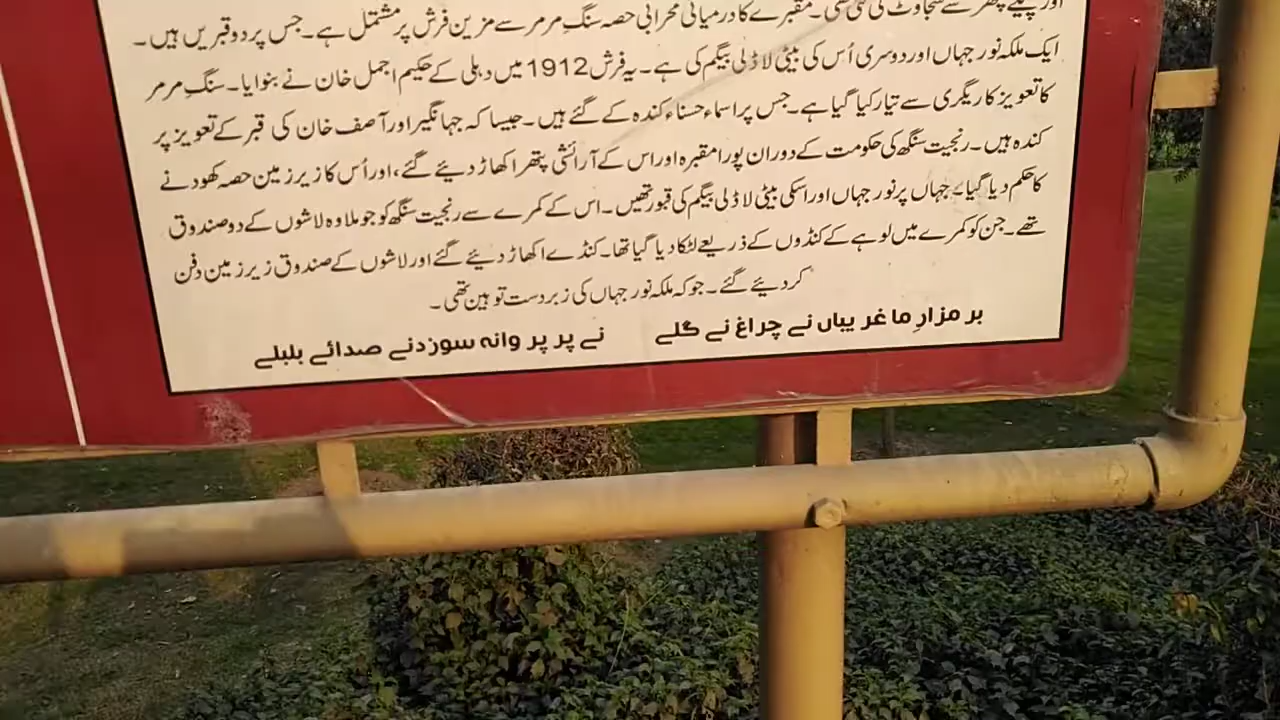 اور پیلے پتھر سے سجاوٹ کی گئی تھی۔ مقبرے کا درمیانی محرابی حصہ سنگِ مرمر سے مزین فرش پر مشتمل ہے۔ جس پر دو قبریں ہیں۔
ایک ملکہ نور جہاں اور دوسری اُس کی بیٹی لاڈلی بیگم کی ہے۔ یہ فرش 1912 میں دہلی کے حکیم اجمل خان نے بنوایا۔ سنگِ مرمر
کا تعویز کاریگری سے تیار کیا گیا ہے۔ جس پر اسماء حسناء کندہ کے گئے ہیں۔ جیسا کہ جہانگیر اور آصف خان کی قبر کے تعویز پر
کندہ ہیں۔ رنجیت سنگھ کی حکومت کے دوران پورا مقبرہ اور اس کے آرائشی پتھر اکھاڑ دیئے گئے، اور اُس کا زیر زمین حصہ کھودنے
کا حکم دیا گیا۔ جہاں پر نور جہاں اور اسکی بیٹی لاڈلی بیگم کی قبور تھیں۔ اس کے کمرے سے رنجیت سنگھ کو جو ملا وہ لاشوں کے دو صندوق
تھے۔ جن کو کمرے میں لوہے کے کنڈوں کے ذریعے لٹکا دیا گیا تھا۔ کنڈے اکھاڑ دیئے گئے اور لاشوں کے صندوق زیر زمین دفن
کر دیئے گئے۔ جو کہ ملکہ نور جہاں کی زبردست توہین تھی۔
بر مزارِ ما غر یباں نے چراغ نے گلے نے پر پر وانہ سوزدنے صدائے بلبلے